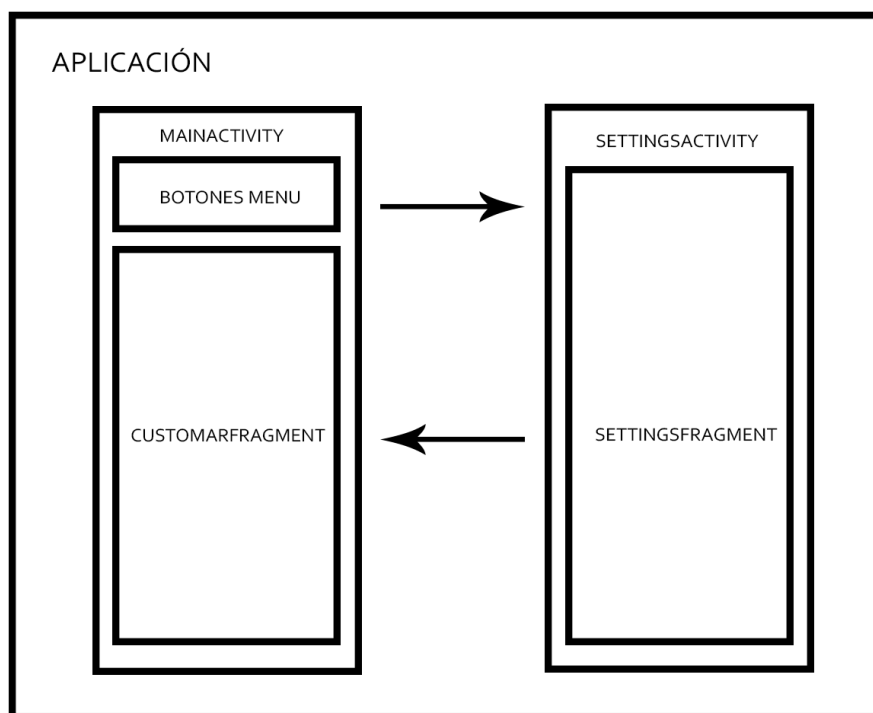 APLICACIÓN
MAINACTIVITY
BOTONES MENU
CUSTOMARFRAGMENT
SETTINGSACTIVITY
SETTINGSFRAGMENT